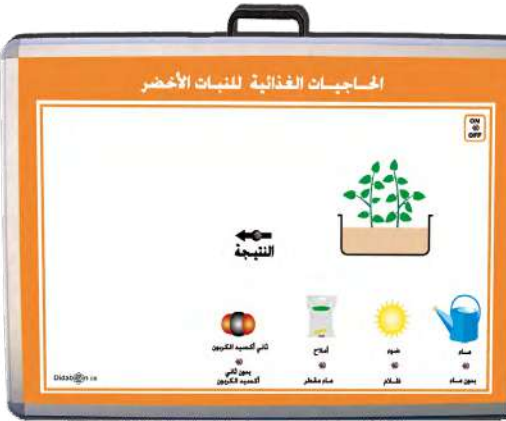 الحاجيات الغذائية للنبات الأخضر
ON
OFF
النتيجة
ماء
ضوء
أملاح
ثاني أكسيد الكربون
بدون ماء
ظلام
ماء مقطر
بدون ثاني
أكسيد الكربون